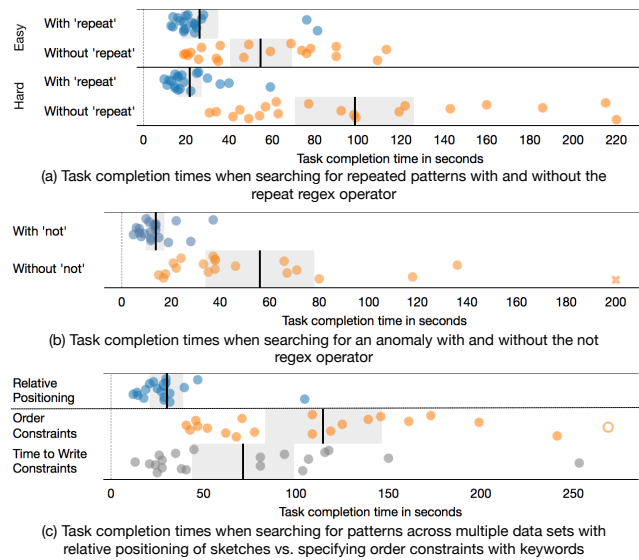 Easy
With 'repeat'
Without 'repeat'
Hard
With 'repeat'
Without 'repeat'
0 20 40 60 80 100 120 140 160 180 200 220
Task completion time in seconds
(a) Task completion times when searching for repeated patterns with and without the
repeat regex operator
With 'not'
Without 'not'
0 20 40 60 80 100 120 140 160 180 200
Task completion time in seconds
(b) Task completion times when searching for an anomaly with and without the not
regex operator
Relative
Positioning
Order
Constraints
Time to Write
Constraints
0 50 100 150 200 250
Task completion time in seconds
(c) Task completion times when searching for patterns across multiple data sets with
relative positioning of sketches vs. specifying order constraints with keywords